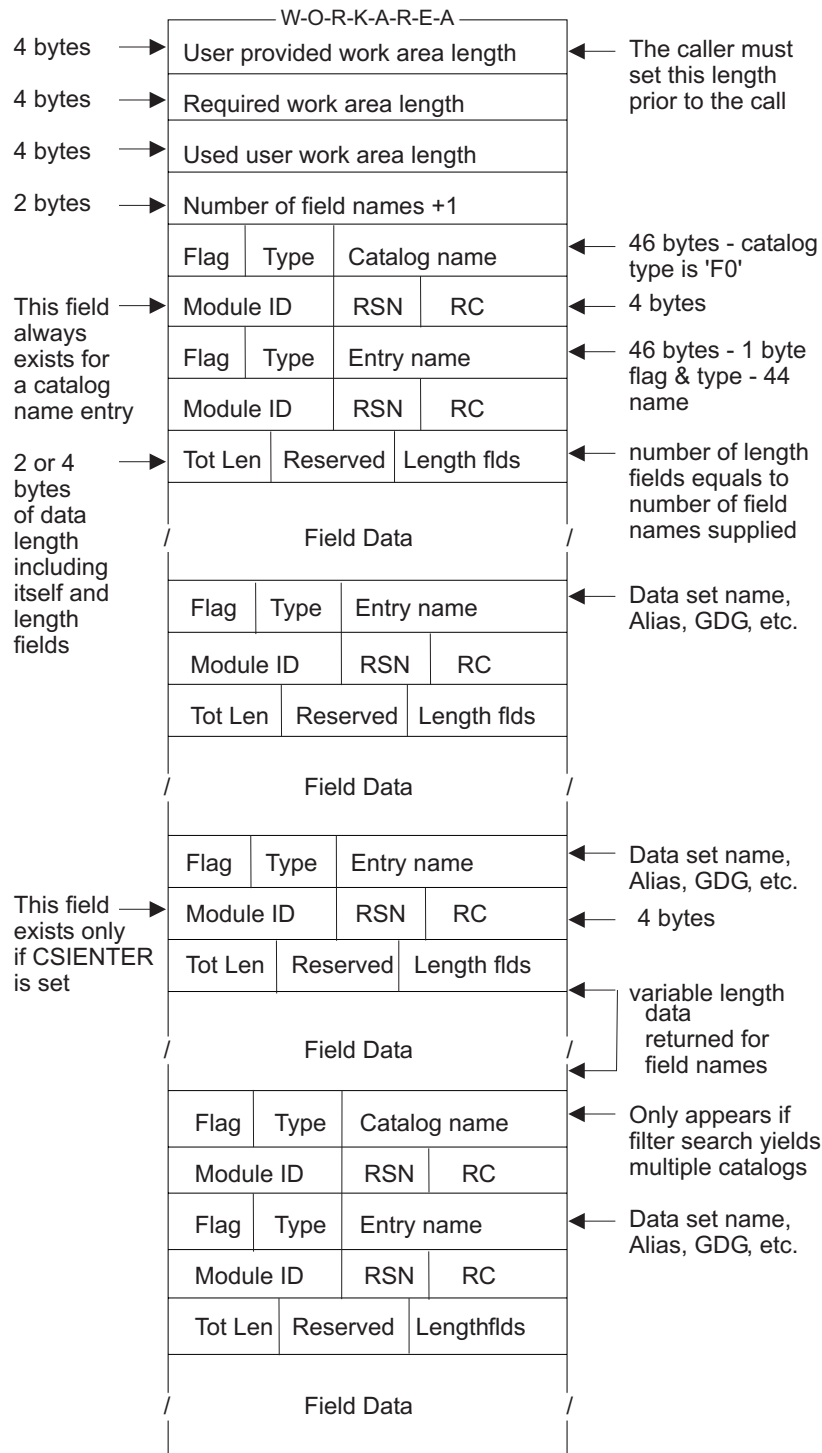 W-O-R-K-A-R-E-A
4 bytes
User provided work area length
The caller must
set this length
prior to the call
4 bytes
Required work area length
4 bytes
Used user work area length
2 bytes
Number of field names +1
Flag Type Catalog name
46 bytes - catalog
type is 'F0'
This field
always
exists for
a catalog
name entry
Module ID RSN RC
4 bytes
Flag Type Entry name
46 bytes - 1 byte
flag & type - 44
name
Module ID RSN RC
2 or 4
bytes
of data
length
including
itself and
length
fields
Tot Len Reserved Length flds
number of length
fields equals to
number of field
names supplied
/ Field Data /
Flag Type Entry name
Data set name,
Alias, GDG, etc.
Module ID RSN RC
Tot Len Reserved Length flds
/ Field Data /
Flag Type Entry name
Data set name,
Alias, GDG, etc.
This field
exists only
if CSIENTER
is set
Module ID RSN RC
4 bytes
Tot Len Reserved Length flds
variable length
data
returned for
field names
/ Field Data /
Flag Type Catalog name
Only appears if
filter search yields
multiple catalogs
Module ID RSN RC
Flag Type Entry name
Data set name,
Alias, GDG, etc.
Module ID RSN RC
Tot Len Reserved Lengthflds
/ Field Data /